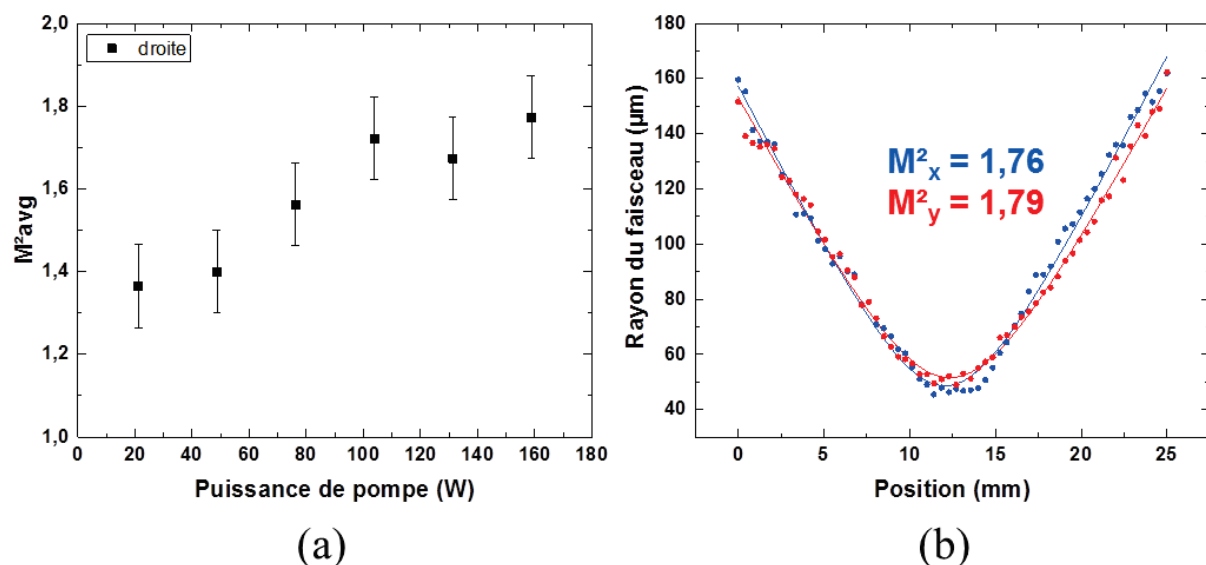 2,0
1,8
1,6
1,4
1,2
1,0
M²avg
droite
0 20 40 60 80 100 120 140 160 180
Puissance de pompe (W)
(a)
180
160
140
120
100
80
60
40
Rayon du faisceau (µm)
M²x = 1,76
M²y = 1,79
0 5 10 15 20 25
Position (mm)
(b)